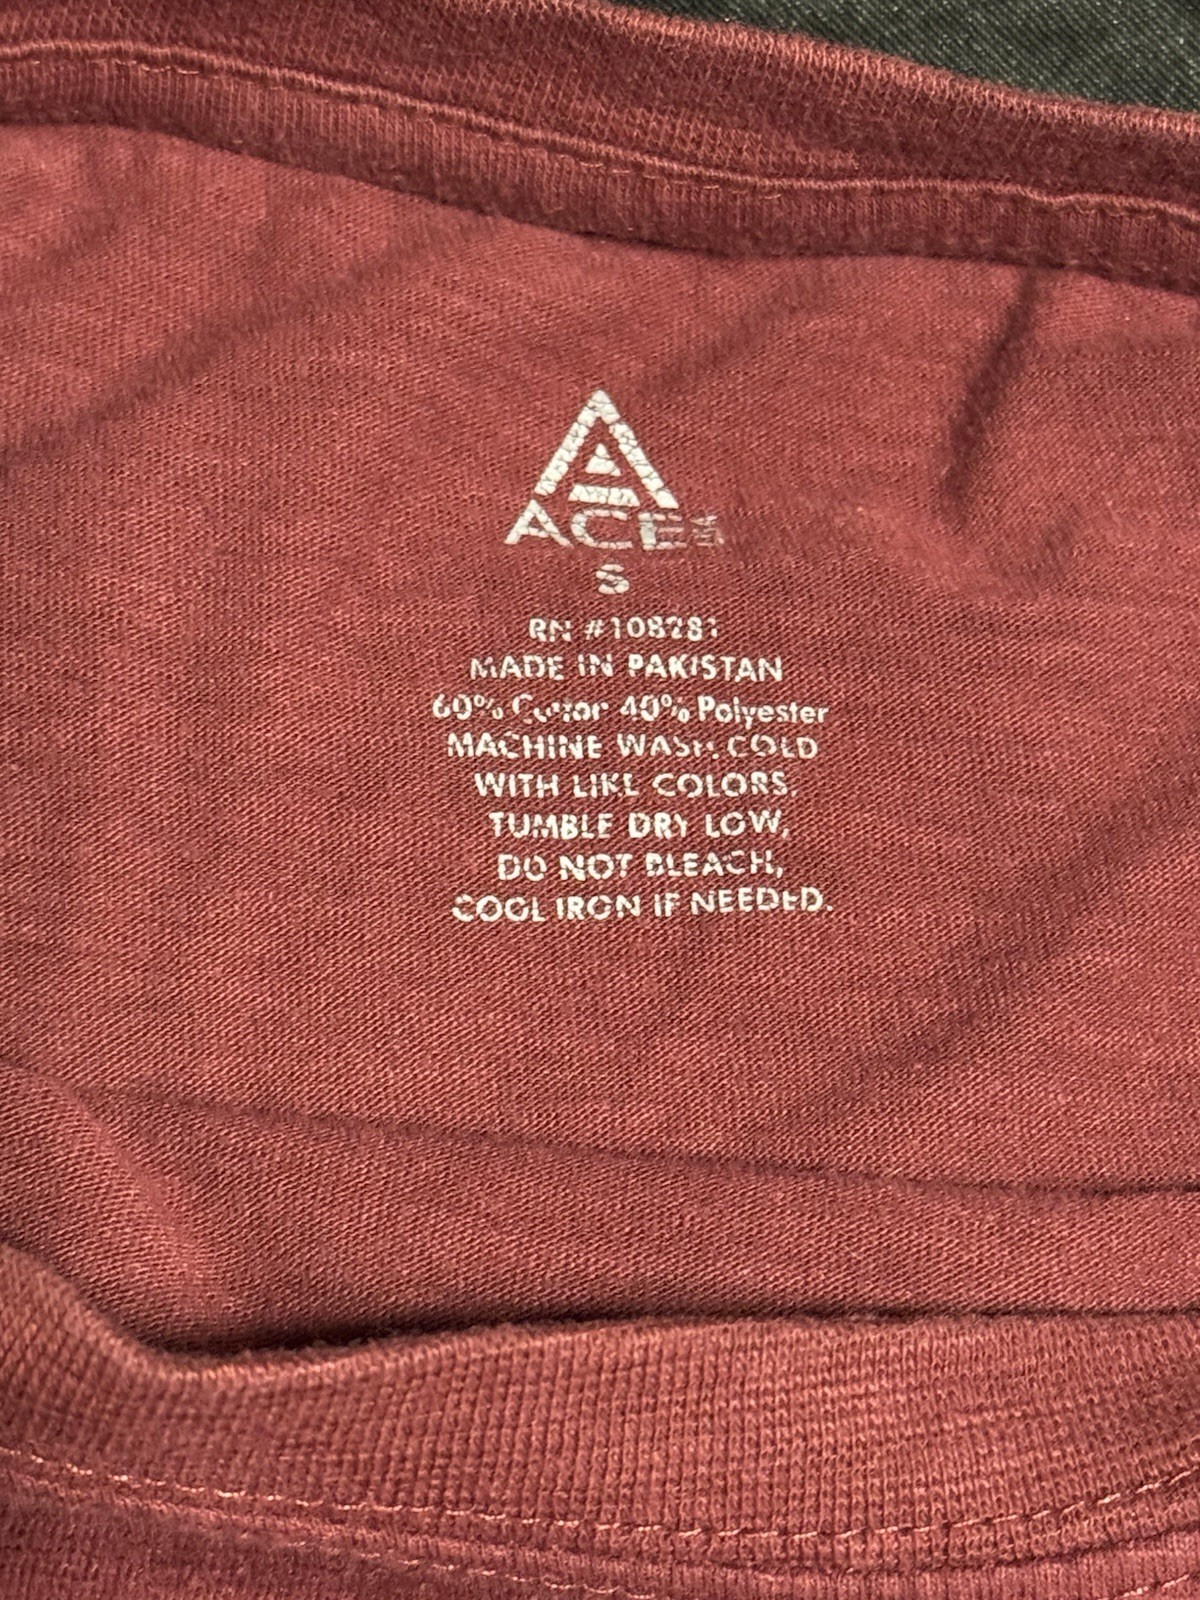 ACES
S
RN #108281
MADE IN PAKISTAN
60% Cotton 40% Polyester
MACHINE WASH COLD
WITH LIKE COLORS,
TUMBLE DRY LOW,
DO NOT BLEACH,
COOL IRON IF NEEDED.